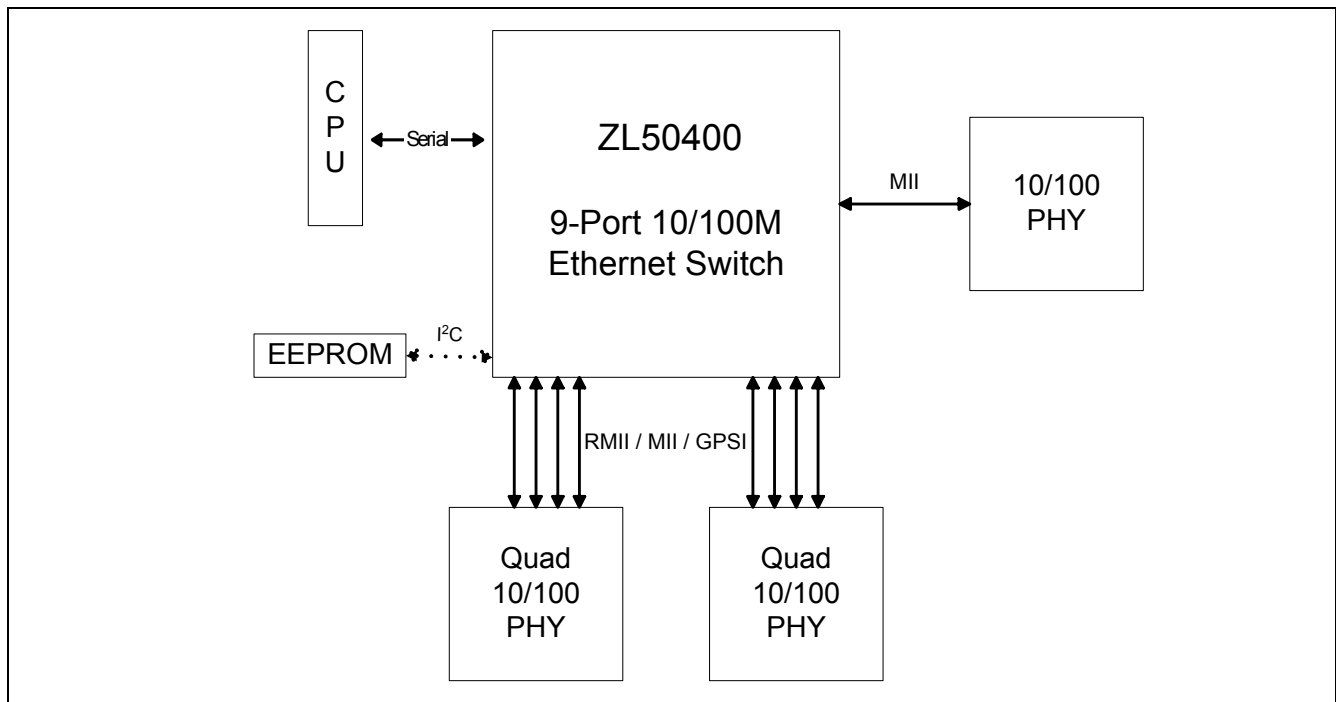 C
P
U
Serial
ZL50400
9-Port 10/100M
Ethernet Switch
MII
10/100
PHY
EEPROM
I²C
RMII / MII / GPSI
Quad
10/100
PHY
Quad
10/100
PHY